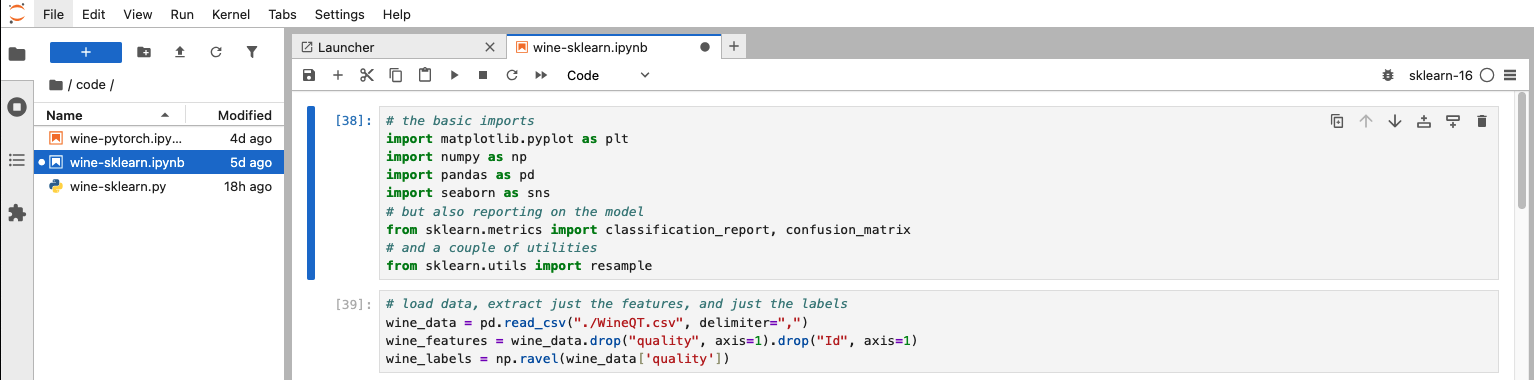 File Edit View Run Kernel Tabs Settings Help
/ code /
Name Modified
wine-pytorch.ipy... 4d ago
wine-sklearn.ipynb 5d ago
wine-sklearn.py 18h ago
Launcher wine-sklearn.ipynb
Code sklearn-16
[38]: # the basic imports
import matplotlib.pyplot as plt
import numpy as np
import pandas as pd
import seaborn as sns
# but also reporting on the model
from sklearn.metrics import classification_report, confusion_matrix
# and a couple of utilities
from sklearn.utils import resample
[39]: # load data, extract just the features, and just the labels
wine_data = pd.read_csv("./WineQT.csv", delimiter=",")
wine_features = wine_data.drop("quality", axis=1).drop("Id", axis=1)
wine_labels = np.ravel(wine_data['quality'])